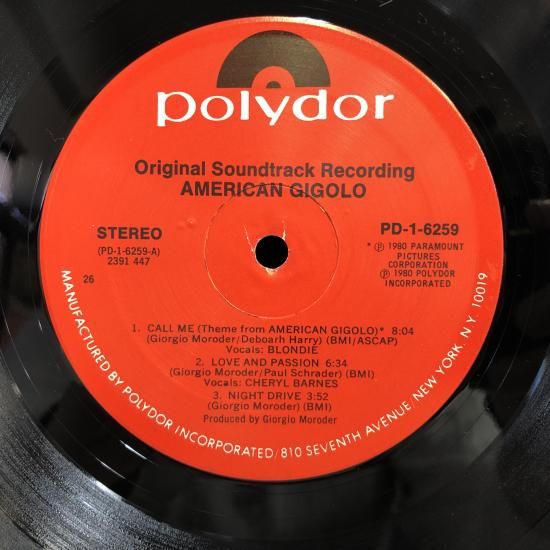 polydor
Original Soundtrack Recording
AMERICAN GIGOLO
STEREO
(PD-1-6259-A)
2391 447
26
PD-1-6259
* Ⓟ 1980 PARAMOUNT
PICTURES
CORPORATION
Ⓟ 1980 POLYDOR
INCORPORATED
1. CALL ME (Theme from AMERICAN GIGOLO)* 8:04
(Giorgio Moroder/Deboarh Harry) (BMI/ASCAP)
Vocals: BLONDIE
2. LOVE AND PASSION 6:34
(Giorgio Moroder/Paul Schrader) (BMI)
Vocals: CHERYL BARNES
3. NIGHT DRIVE 3:52
(Giorgio Moroder) (BMI)
Produced by Giorgio Moroder
MANUFACTURED BY POLYDOR INCORPORATED/810 SEVENTH AVENUE, NEW YORK, N.Y. 10019